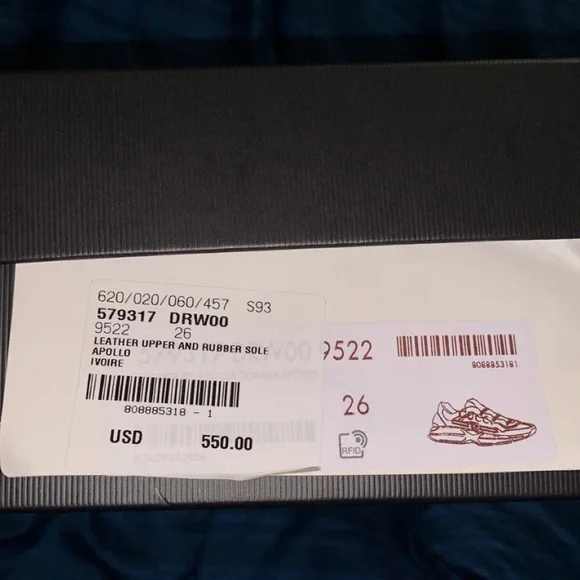 620/020/060/457 S93
579317 DRW00
9522 26
LEATHER UPPER AND RUBBER SOLE
APOLLO
IVOIRE
808885318 - 1
USD 550.00
9522
8088853181
26
RFID